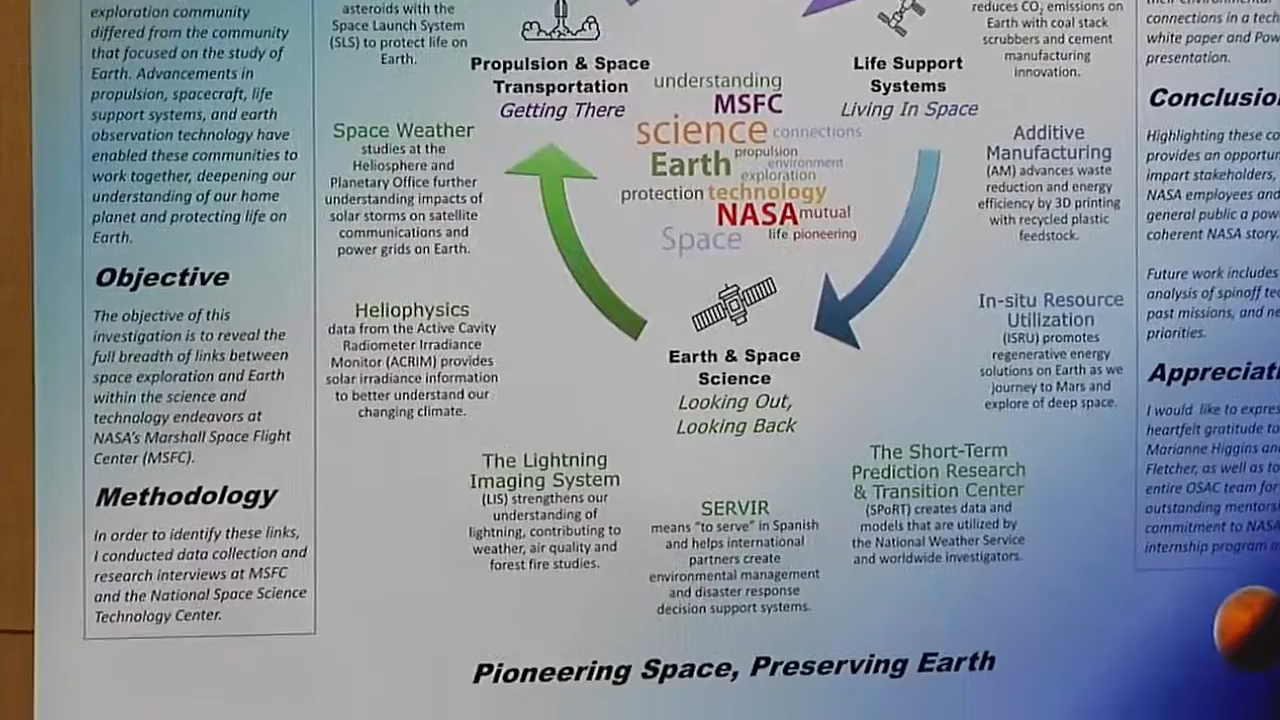 exploration community
differed from the community
that focused on the study of
Earth. Advancements in
propulsion, spacecraft, life
support systems, and earth
observation technology have
enabled these communities to
work together, deepening our
understanding of our home
planet and protecting life on
Earth.
Objective
The objective of this
investigation is to reveal the
full breadth of links between
space exploration and Earth
within the science and
technology endeavors at
NASA's Marshall Space Flight
Center (MSFC).
Methodology
In order to identify these links,
I conducted data collection and
research interviews at MSFC
and the National Space Science
Technology Center.
asteroids with the
Space Launch System
(SLS) to protect life on
Earth.
Space Weather
studies at the
Heliosphere and
Planetary Office further
understanding impacts of
solar storms on satellite
communications and
power grids on Earth.
Heliophysics
data from the Active Cavity
Radiometer Irradiance
Monitor (ACRIM) provides
solar irradiance information
to better understand our
changing climate.
Propulsion & Space
Transportation
Getting There
understanding
MSFC
science connections
Earth propulsion
environment
exploration
protection technology
NASA mutual
Space life pioneering
Life Support
Systems
Living In Space
Earth & Space
Science
Looking Out,
Looking Back
The Lightning
Imaging System
(LIS) strengthens our
understanding of
lightning, contributing to
weather, air quality and
forest fire studies.
SERVIR
means "to serve" in Spanish
and helps international
partners create
environmental management
and disaster response
decision support systems.
The Short-Term
Prediction Research
& Transition Center
(SPoRT) creates data and
models that are utilized by
the National Weather Service
and worldwide investigators.
reduces CO2 emissions on
Earth with coal stack
scrubbers and cement
manufacturing
innovation.
Additive
Manufacturing
(AM) advances waste
reduction and energy
efficiency by 3D printing
with recycled plastic
feedstock.
In-situ Resource
Utilization
(ISRU) promotes
regenerative energy
solutions on Earth as we
journey to Mars and
explore of deep space.
connections in a tech
white paper and Pow
presentation.
Conclusio
Highlighting these co
provides an opportun
impart stakeholders,
NASA employees and
general public a pow
coherent NASA story.
Future work includes
analysis of spinoff te
past missions, and ne
priorities.
Appreciati
I would like to expres
heartfelt gratitude to
Marianne Higgins and
Fletcher, as well as to
entire OSAC team for
outstanding mentors
commitment to NASA
internship program a
Pioneering Space, Preserving Earth